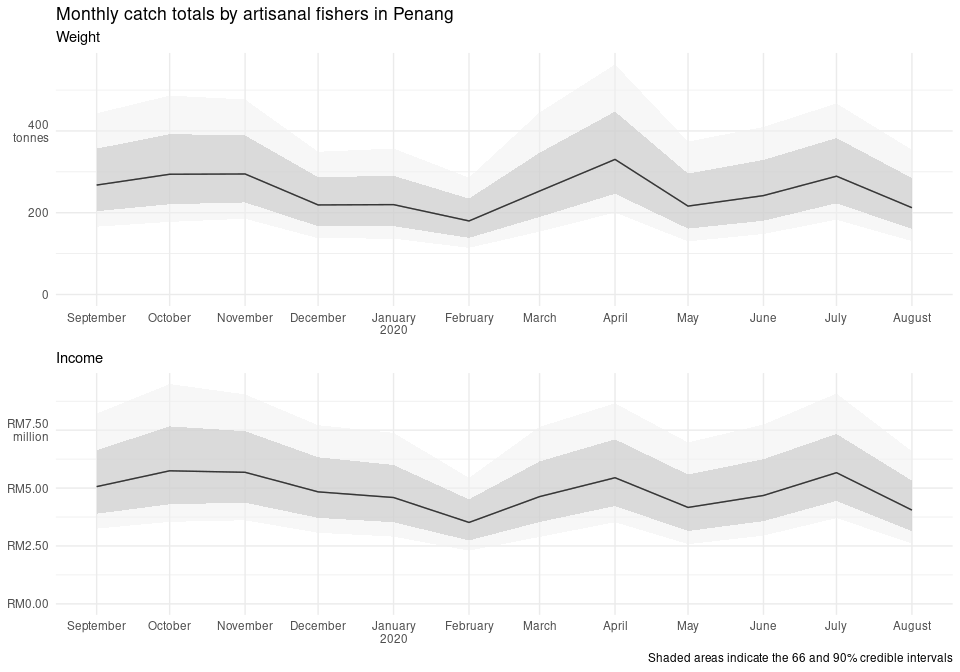 Monthly catch totals by artisanal fishers in Penang
Weight
400
tonnes
200
0
September October November December January February March April May June July August
2020
Income
RM7.50
million
RM5.00
RM2.50
RM0.00
September October November December January February March April May June July August
2020
Shaded areas indicate the 66 and 90% credible intervals